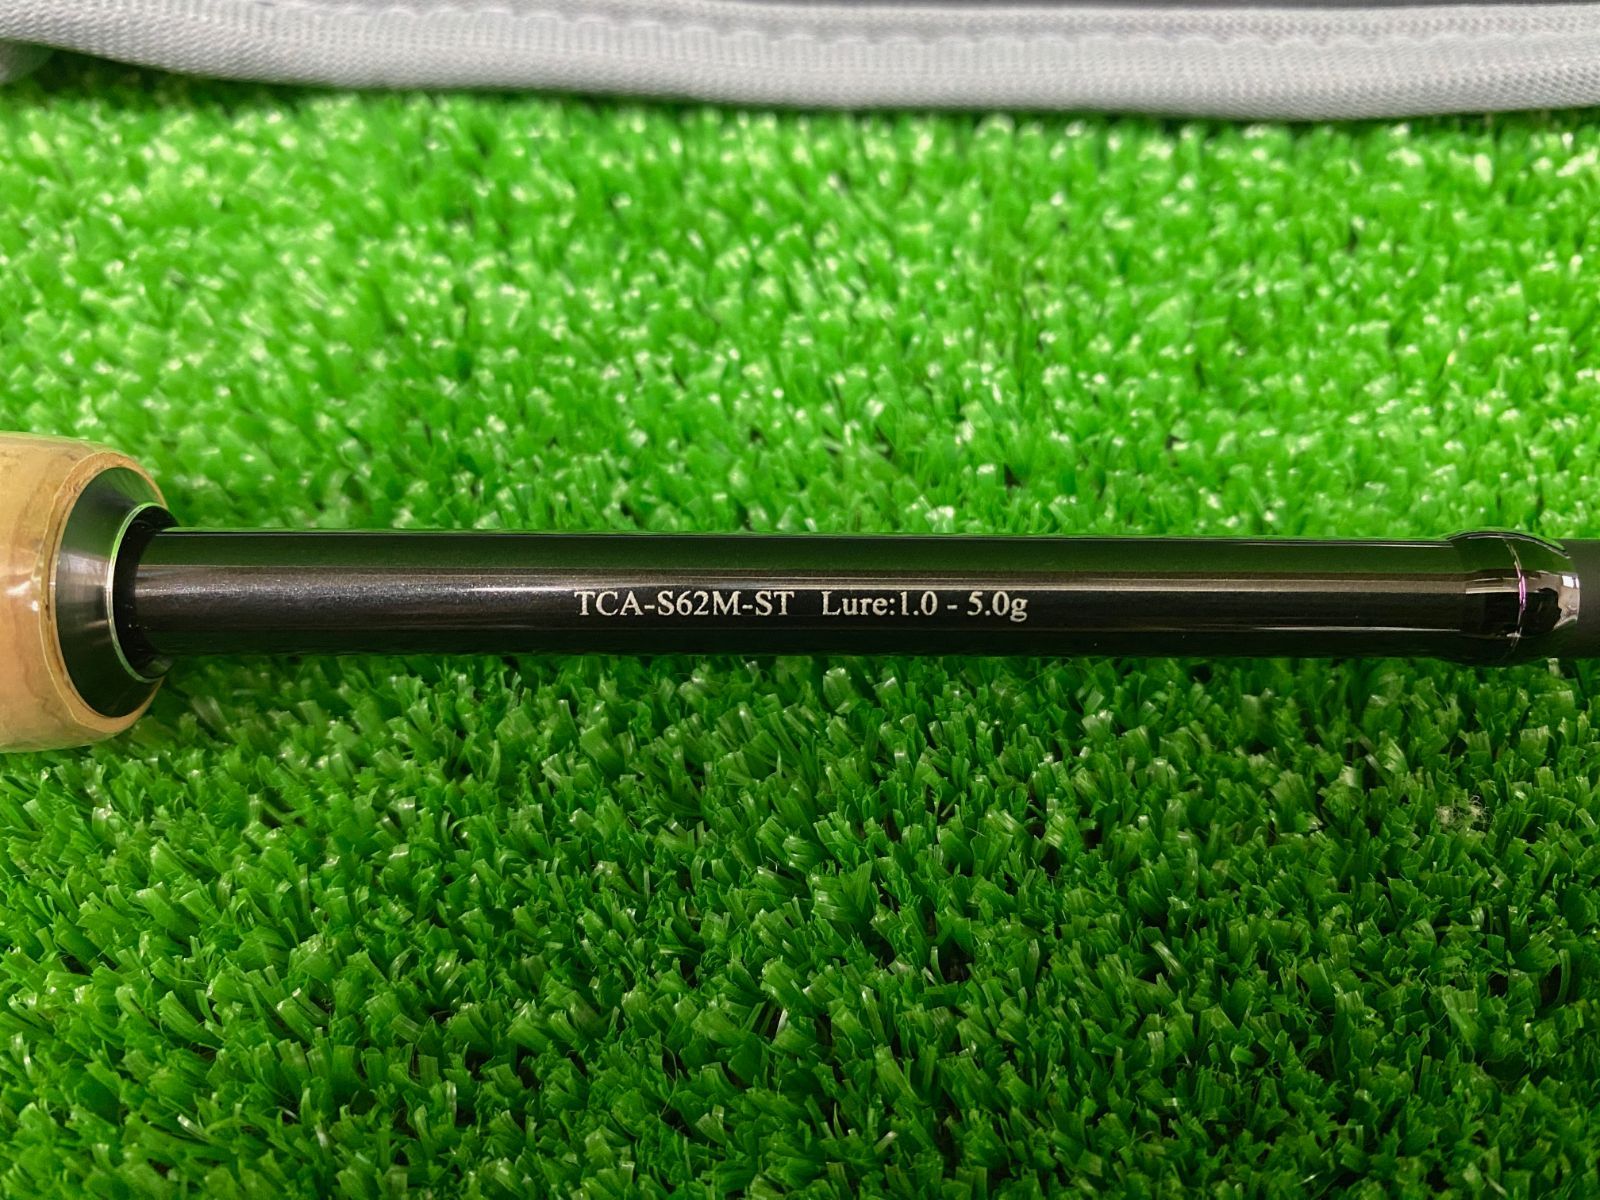 TCA-S62M-ST Lure:1.0 - 5.0g